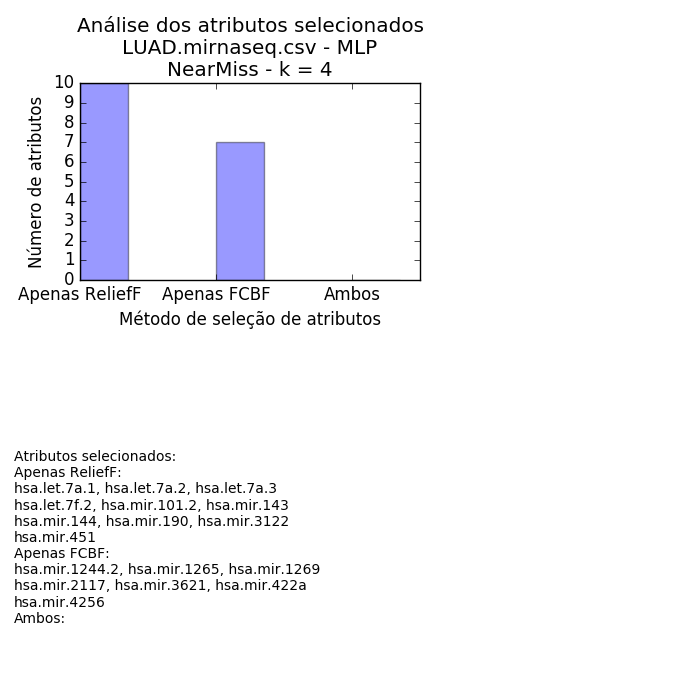 Análise dos atributos selecionados
LUAD.mirnaseq.csv - MLP
NearMiss - k = 4
10
9
8
7
6
5
4
3
2
1
0
Número de atributos
Apenas ReliefF
Apenas FCBF
Ambos
Método de seleção de atributos
Atributos selecionados:
Apenas ReliefF:
hsa.let.7a.1, hsa.let.7a.2, hsa.let.7a.3
hsa.let.7f.2, hsa.mir.101.2, hsa.mir.143
hsa.mir.144, hsa.mir.190, hsa.mir.3122
hsa.mir.451
Apenas FCBF:
hsa.mir.1244.2, hsa.mir.1265, hsa.mir.1269
hsa.mir.2117, hsa.mir.3621, hsa.mir.422a
hsa.mir.4256
Ambos: